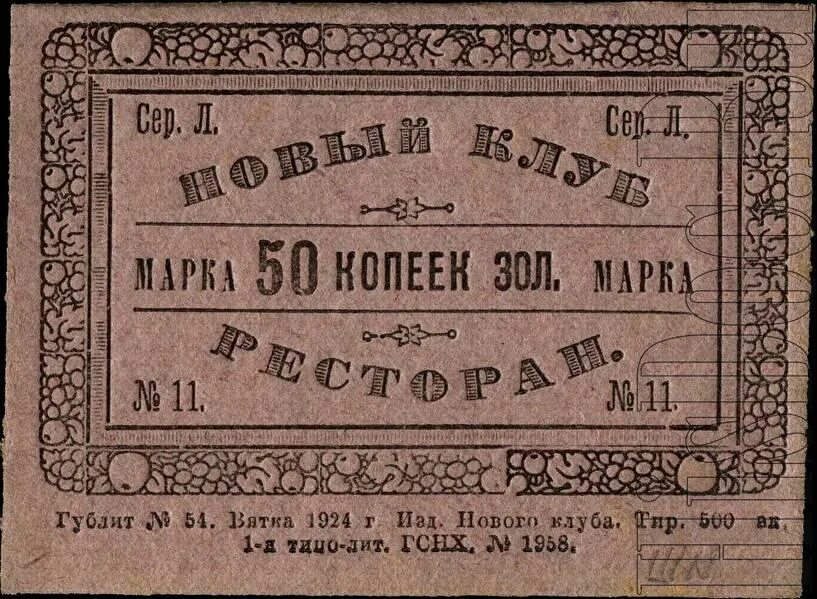 Сер. Л. Сер. Л.
НОВЫЙ КЛУБ
МАРКА 50 КОПЕЕК ЗОЛ. МАРКА
РЕСТОРАН.
№ 11. № 11.
Гублит № 54. Вятка 1924 г. Изд. Нового клуба. Тир. 500 эк.
1-я типо-лит. ГСНХ. № 1958.